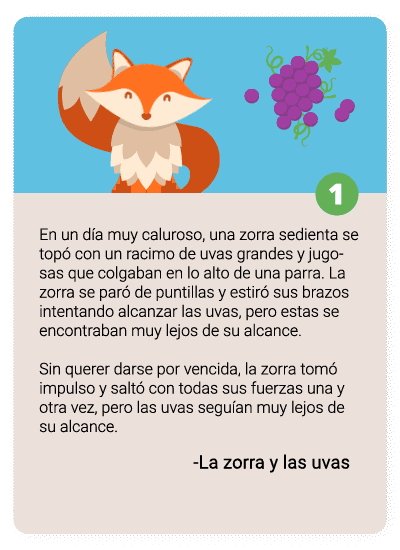 1
En un día muy caluroso, una zorra sedienta se
topó con un racimo de uvas grandes y jugo-
sas que colgaban en lo alto de una parra. La
zorra se paró de puntillas y estiró sus brazos
intentando alcanzar las uvas, pero estas se
encontraban muy lejos de su alcance.
Sin querer darse por vencida, la zorra tomó
impulso y saltó con todas sus fuerzas una y
otra vez, pero las uvas seguían muy lejos de
su alcance.
-La zorra y las uvas